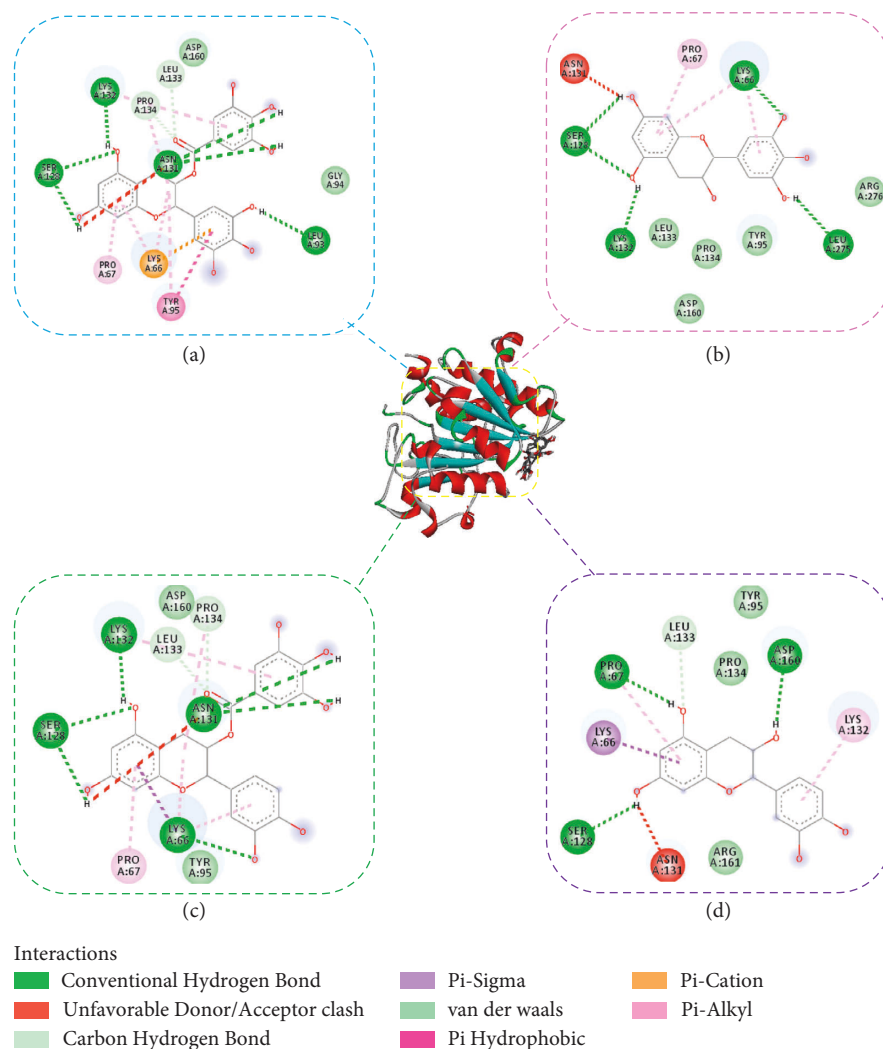 ASP
A:160
LEU
A:133
LYS
A:132
PRO
A:134
ASN
A:131
SER
A:128
GLY
A:94
LEU
A:93
PRO
A:67
LYS
A:66
TYR
A:95
H
O
O
H
O
O
H
O
H
O
O
H
O
O
O
H
O
(a)
PRO
A:67
ASN
A:131
LYS
A:66
SER
A:128
ARG
A:276
LEU
A:133
TYR
A:95
LYS
A:132
PRO
A:134
LEU
A:275
ASP
A:160
H
O
O
O
O
O
H
O
H
O
(b)
ASP
A:160
PRO
A:134
LYS
A:132
LEU
A:133
ASN
A:131
SER
A:128
LYS
A:66
PRO
A:67
TYR
A:95
O
O
H
H
O
O
H
O
O
O
H
O
O
O
(c)
TYR
A:95
LEU
A:133
PRO
A:67
PRO
A:134
ASP
A:160
LYS
A:66
LYS
A:132
SER
A:128
ASN
A:131
ARG
A:161
H
O
H
O
O
H
O
O
O
(d)
Interactions
Conventional Hydrogen Bond
Unfavorable Donor/Acceptor clash
Carbon Hydrogen Bond
Pi-Sigma
van der waals
Pi Hydrophobic
Pi-Cation
Pi-Alkyl